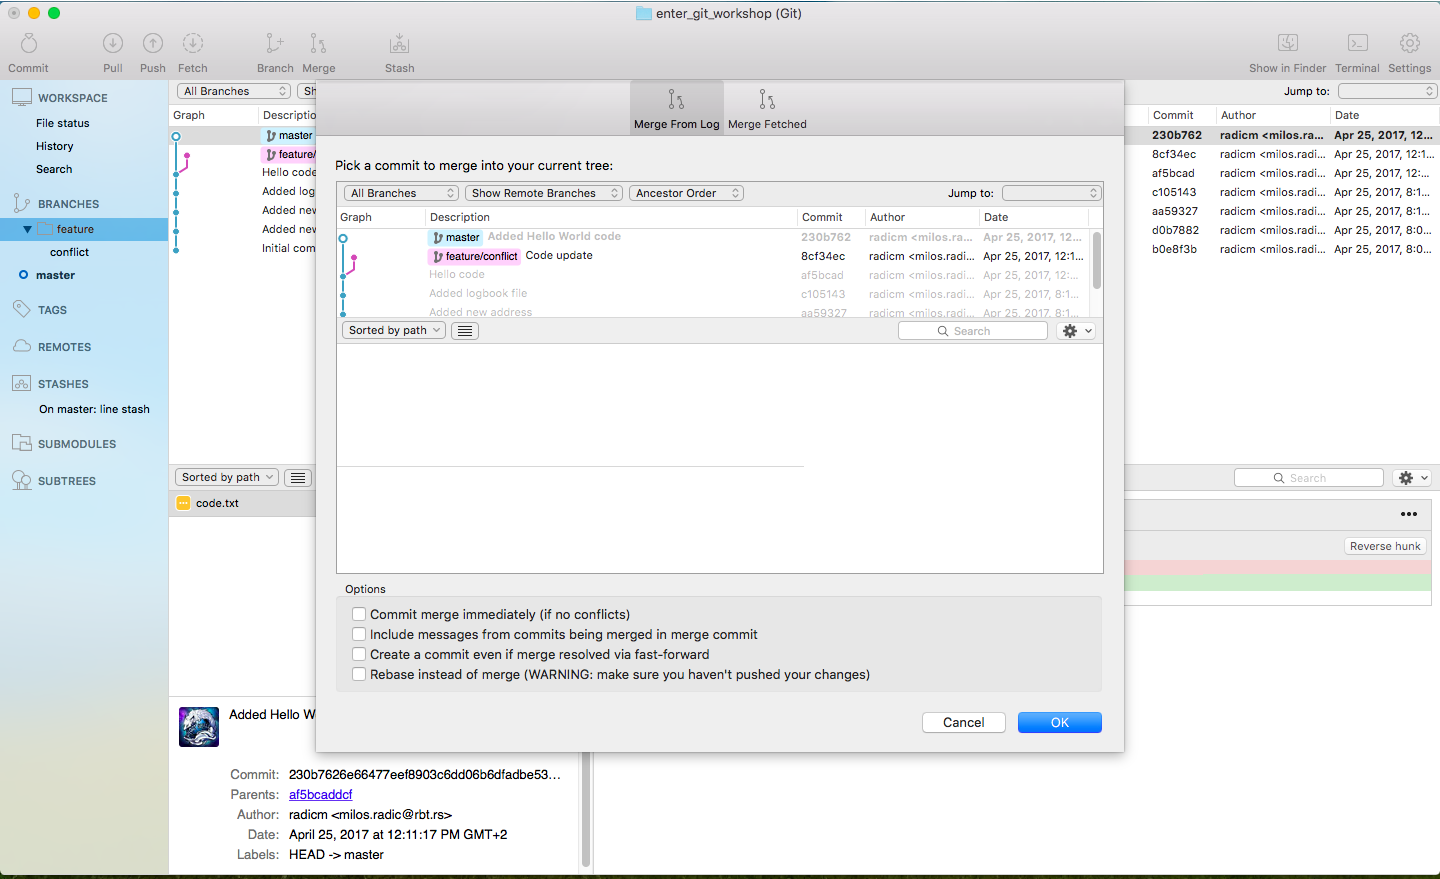 enter_git_workshop (Git)
Commit Pull Push Fetch Branch Merge Stash Show in Finder Terminal Settings
WORKSPACE
File status
History
Search
BRANCHES
feature
conflict
master
TAGS
REMOTES
STASHES
On master: line stash
SUBMODULES
SUBTREES
All Branches Sh Jump to:
Graph Descriptio Commit Author Date
master 230b762 radicm <milos.ra... Apr 25, 2017, 12...
feature/ 8cf34ec radicm <milos.radi... Apr 25, 2017, 12:1...
Hello code af5bcad radicm <milos.radi... Apr 25, 2017, 12:...
Added log c105143 radicm <milos.radi... Apr 25, 2017, 8:1...
Added new aa59327 radicm <milos.radi... Apr 25, 2017, 8:1...
Added new d0b7882 radicm <milos.radi... Apr 25, 2017, 8:0...
Initial com b0e8f3b radicm <milos.radi... Apr 25, 2017, 8:0...
Merge From Log Merge Fetched
Pick a commit to merge into your current tree:
All Branches Show Remote Branches Ancestor Order Jump to:
Graph Description Commit Author Date
master Added Hello World code 230b762 radicm <milos.ra... Apr 25, 2017, 12...
feature/conflict Code update 8cf34ec radicm <milos.radi... Apr 25, 2017, 12:1...
Hello code af5bcad radicm <milos.radi... Apr 25, 2017, 12:...
Added logbook file c105143 radicm <milos.radi... Apr 25, 2017, 8:1...
Added new address aa59327 radicm <milos.radi... Apr 25, 2017, 8:1...
Sorted by path Search
Options
Commit merge immediately (if no conflicts)
Include messages from commits being merged in merge commit
Create a commit even if merge resolved via fast-forward
Rebase instead of merge (WARNING: make sure you haven't pushed your changes)
Cancel OK
Sorted by path Search
code.txt
Reverse hunk
Added Hello W
Commit: 230b7626e66477eef8903c6dd06b6dfadbe53...
Parents: af5bcaddcf
Author: radicm <milos.radic@rbt.rs>
Date: April 25, 2017 at 12:11:17 PM GMT+2
Labels: HEAD -> master